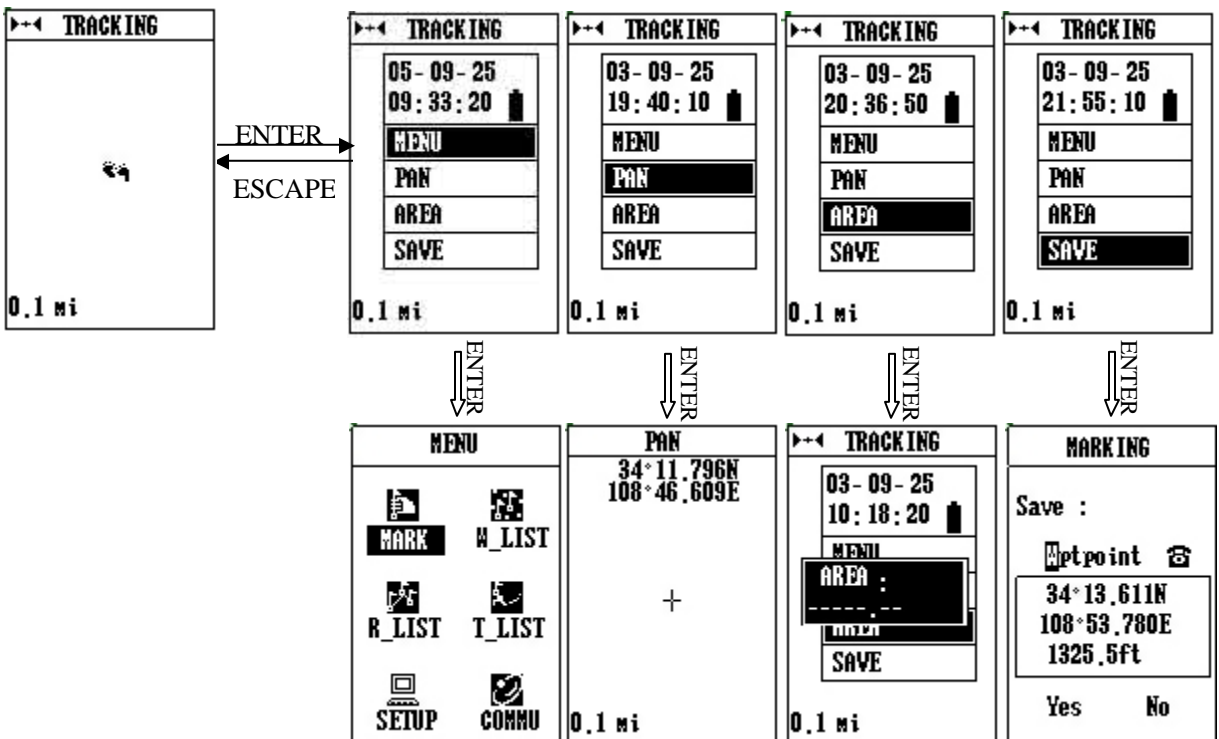 TRACKING
0.1 mi
ENTER
ESCAPE
TRACKING
05-09-25
09:33:20
MENU
PAN
AREA
SAVE
0.1 mi
TRACKING
03-09-25
19:40:10
MENU
PAN
AREA
SAVE
0.1 mi
TRACKING
03-09-25
20:36:50
MENU
PAN
AREA
SAVE
0.1 mi
TRACKING
03-09-25
21:55:10
MENU
PAN
AREA
SAVE
0.1 mi
ENTER
ENTER
ENTER
ENTER
MENU
MARK W_LIST
R_LIST T_LIST
SETUP COMMU
PAN
34°11.796N
108°46.609E
0.1 mi
TRACKING
03-09-25
10:18:20
MENU
AREA :
-----.--
AREA
SAVE
0.1 mi
MARKING
Save :
Wptpoint
34°13.611N
108°53.780E
1325.5ft
Yes No